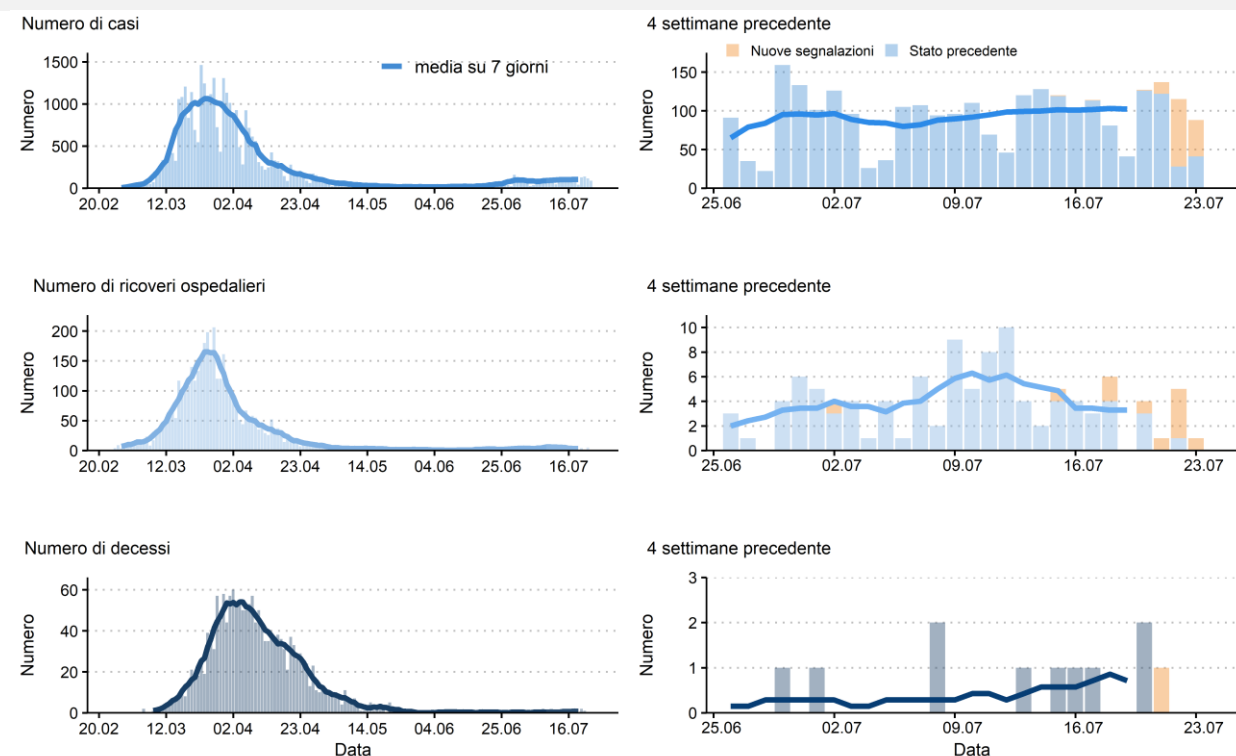 Numero di casi
1500
1000
500
0
Numero
media su 7 giorni
20.02 12.03 02.04 23.04 14.05 04.06 25.06 16.07
4 settimane precedente
Nuove segnalazioni Stato precedente
150
100
50
0
Numero
25.06 02.07 09.07 16.07 23.07
Numero di ricoveri ospedalieri
200
150
100
50
0
Numero
20.02 12.03 02.04 23.04 14.05 04.06 25.06 16.07
4 settimane precedente
10
8
6
4
2
0
Numero
25.06 02.07 09.07 16.07 23.07
Numero di decessi
60
40
20
0
Numero
20.02 12.03 02.04 23.04 14.05 04.06 25.06 16.07
Data
4 settimane precedente
3
2
1
0
Numero
25.06 02.07 09.07 16.07 23.07
Data